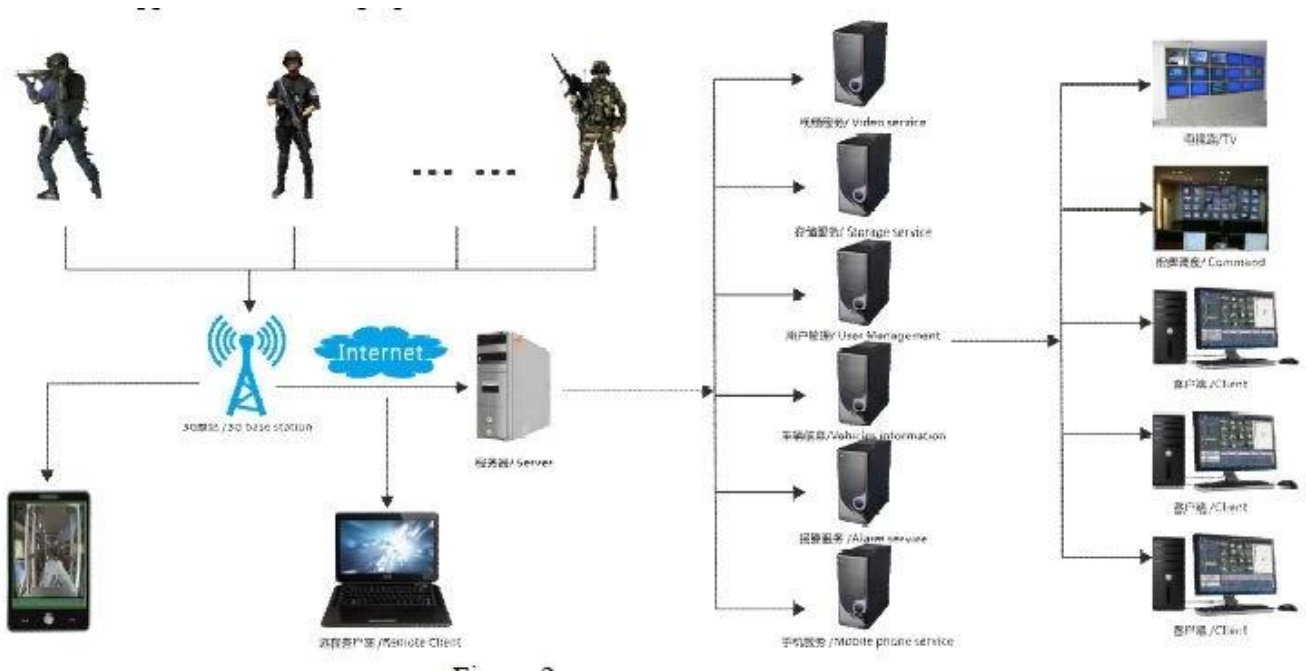 视频服务/ Video service
电视墙/TV
存储服务/ Storage service
指挥调度/ Command
用户管理/ User Management
Internet
客户端 /Client
3G基站 /3G base station
车辆信息/Vehicles information
服务器/ Server
客户端 /Client
报警服务 /Alarm service
客户端 /Client
远程客户端 /Remote Client
手机服务 /Mobile phone service